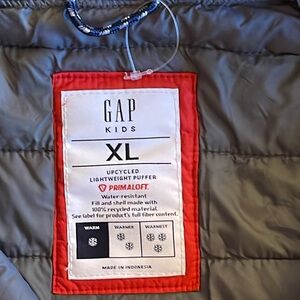 GAP
KIDS
XL
UPCYCLED
LIGHTWEIGHT PUFFER
PRIMALOFT.
Water-resistant
Fill and shell made with
100% recycled material.
See label for product's full fiber content.
WARM WARMER WARMEST
MADE IN INDONESIA